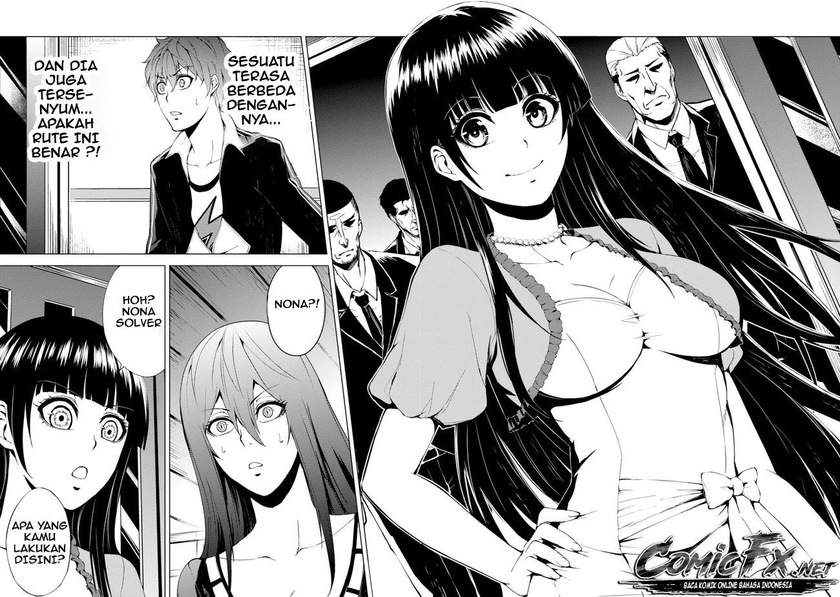 SESUATU
TERASA
BERBEDA
DENGAN-
NYA...
DAN DIA
JUGA
TERSE-
NYUM...
APAKAH
RUTE INI
BENAR ?!
NONA?!
HOH?
NONA
SOLVER
APA YANG
KAMU
LAKUKAN
DISINI?
COMICFX.NET
BACA KOMIK ONLINE BAHASA INDONESIA